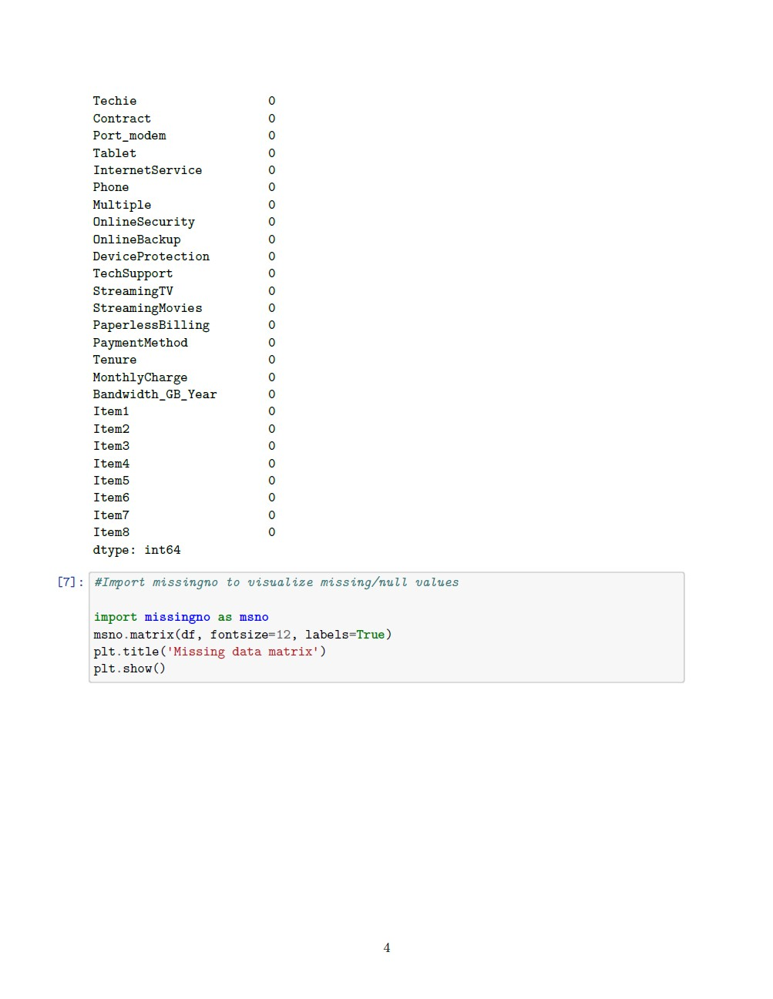 Techie 0
Contract 0
Port_modem 0
Tablet 0
InternetService 0
Phone 0
Multiple 0
OnlineSecurity 0
OnlineBackup 0
DeviceProtection 0
TechSupport 0
StreamingTV 0
StreamingMovies 0
PaperlessBilling 0
PaymentMethod 0
Tenure 0
MonthlyCharge 0
Bandwidth_GB_Year 0
Item1 0
Item2 0
Item3 0
Item4 0
Item5 0
Item6 0
Item7 0
Item8 0
dtype: int64
[7]: #Import missingno to visualize missing/null values
import missingno as msno
msno.matrix(df, fontsize=12, labels=True)
plt.title('Missing data matrix')
plt.show()
4